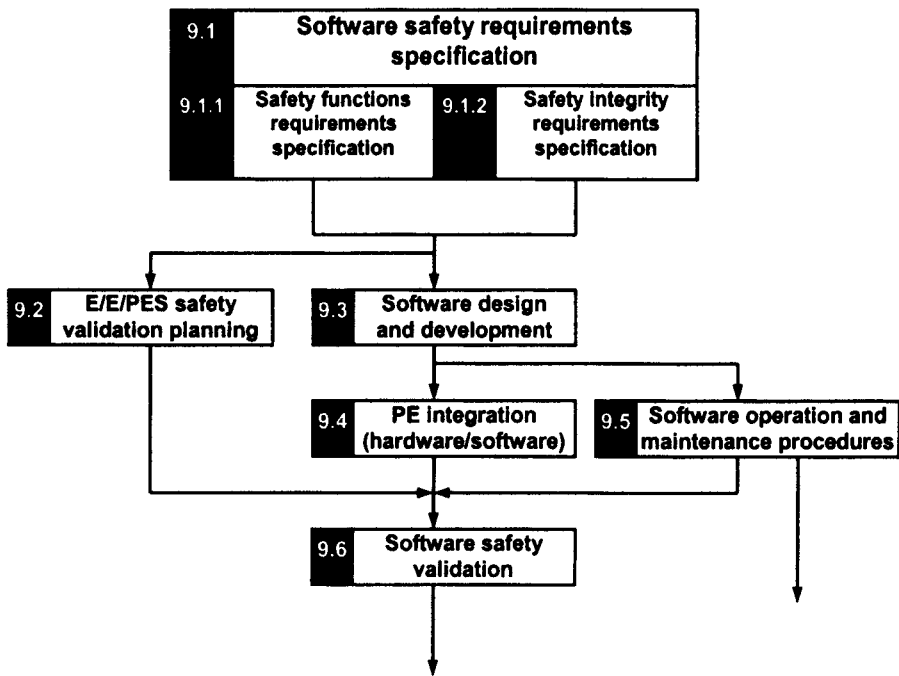 9.1 Software safety requirements
specification
9.1.1 Safety functions
requirements
specification
9.1.2 Safety integrity
requirements
specification
9.2 E/E/PES safety
validation planning
9.3 Software design
and development
9.4 PE integration
(hardware/software)
9.5 Software operation and
maintenance procedures
9.6 Software safety
validation